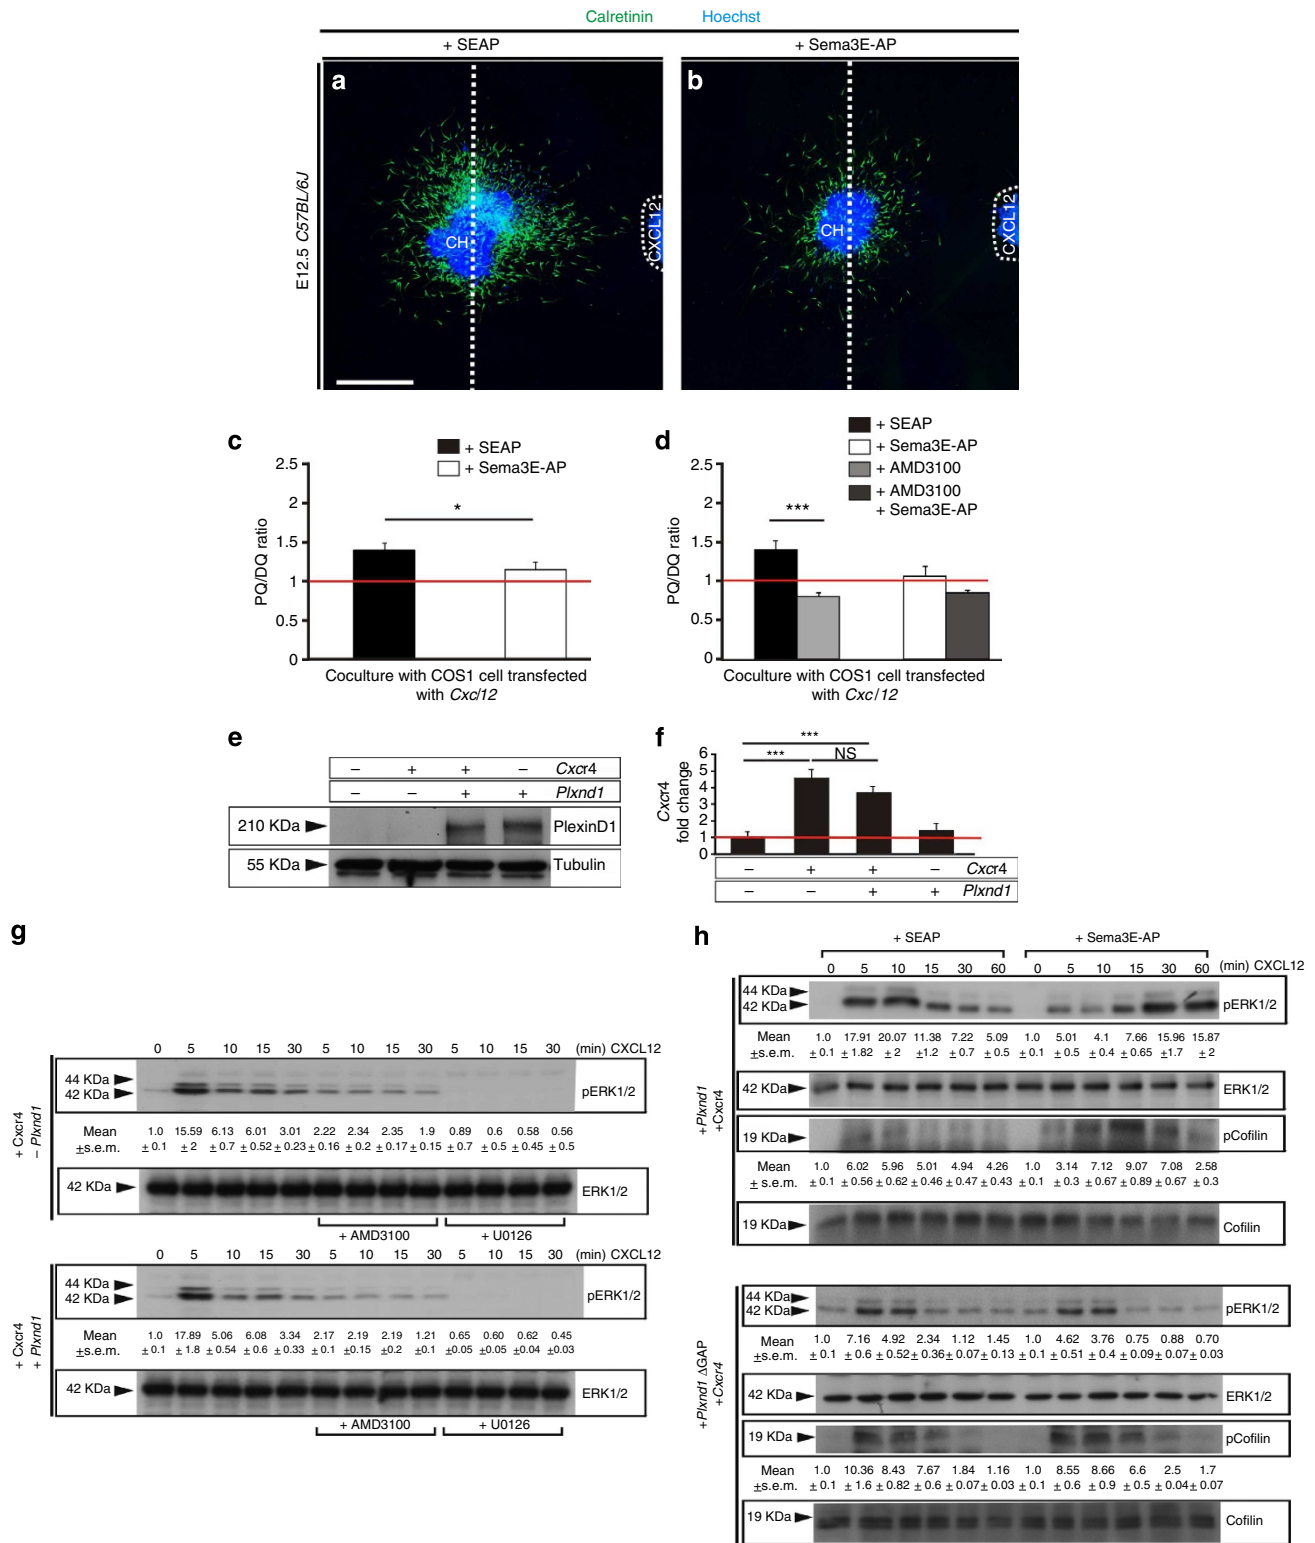 Calretinin Hoechst
+ SEAP + Sema3E-AP
a b
E12.5 C57BL/6J
CH CXCL12 CH CXCL12
c
+ SEAP
+ Sema3E-AP
2.5
2
1.5
1
0.5
0
PQ/DQ ratio
*
Coculture with COS1 cell transfected
with Cxcl12
d
+ SEAP
+ Sema3E-AP
+ AMD3100
+ AMD3100
+ Sema3E-AP
2.5
2
1.5
1
0.5
0
PQ/DQ ratio
***
Coculture with COS1 cell transfected
with Cxcl12
e
– + + – Cxcr4
– – + + Plxnd1
210 KDa PlexinD1
55 KDa Tubulin
f
***
*** NS
6
5
4
3
2
1
0
Cxcr4
fold change
– + + – Cxcr4
– – + + Plxnd1
g
0 5 10 15 30 5 10 15 30 5 10 15 30 (min) CXCL12
+ Cxcr4
– Plxnd1
44 KDa
42 KDa pERK1/2
Mean 1.0 15.59 6.13 6.01 3.01 2.22 2.34 2.35 1.9 0.89 0.6 0.58 0.56
±s.e.m. ± 0.1 ± 2 ± 0.7 ± 0.52 ± 0.23 ± 0.16 ± 0.2 ± 0.17 ± 0.15 ± 0.7 ± 0.5 ± 0.45 ± 0.5
42 KDa ERK1/2
+ AMD3100 + U0126
0 5 10 15 30 5 10 15 30 5 10 15 30 (min) CXCL12
+ Cxcr4
+ Plxnd1
44 KDa
42 KDa pERK1/2
Mean 1.0 17.89 5.06 6.08 3.34 2.17 2.19 2.19 1.21 0.65 0.60 0.62 0.45
±s.e.m. ± 0.1 ± 1.8 ± 0.54 ± 0.6 ± 0.33 ± 0.1 ±0.15 ±0.2 ±0.1 ±0.05 ±0.05 ±0.04 ±0.03
42 KDa ERK1/2
+ AMD3100 + U0126
h
+ SEAP + Sema3E-AP
0 5 10 15 30 60 0 5 10 15 30 60 (min) CXCL12
+Plxnd1
+Cxcr4
44 KDa
42 KDa pERK1/2
Mean 1.0 17.91 20.07 11.38 7.22 5.09 1.0 5.01 4.1 7.66 15.96 15.87
±s.e.m. ± 0.1 ± 1.82 ± 2 ±1.2 ± 0.7 ± 0.5 ± 0.1 ± 0.5 ± 0.4 ± 0.65 ±1.7 ± 2
42 KDa ERK1/2
19 KDa pCofilin
Mean 1.0 6.02 5.96 5.01 4.94 4.26 1.0 3.14 7.12 9.07 7.08 2.58
± s.e.m. ± 0.1 ± 0.56 ± 0.62 ± 0.46 ± 0.47 ± 0.43 ± 0.1 ± 0.3 ± 0.67 ± 0.89 ± 0.67 ± 0.3
19 KDa Cofilin
+Plxnd1 ΔGAP
+Cxcr4
44 KDa
42 KDa pERK1/2
Mean 1.0 7.16 4.92 2.34 1.12 1.45 1.0 4.62 3.76 0.75 0.88 0.70
±s.e.m. ± 0.1 ± 0.6 ± 0.52 ± 0.36 ± 0.07 ± 0.13 ± 0.1 ± 0.51 ± 0.4 ± 0.09 ± 0.07 ± 0.03
42 KDa ERK1/2
19 KDa pCofilin
Mean 1.0 10.36 8.43 7.67 1.84 1.16 1.0 8.55 8.66 6.6 2.5 1.7
±s.e.m. ± 0.1 ± 1.6 ± 0.82 ± 0.6 ± 0.07 ± 0.03 ± 0.1 ± 0.6 ± 0.9 ± 0.5 ± 0.04 ± 0.07
19 KDa Cofilin